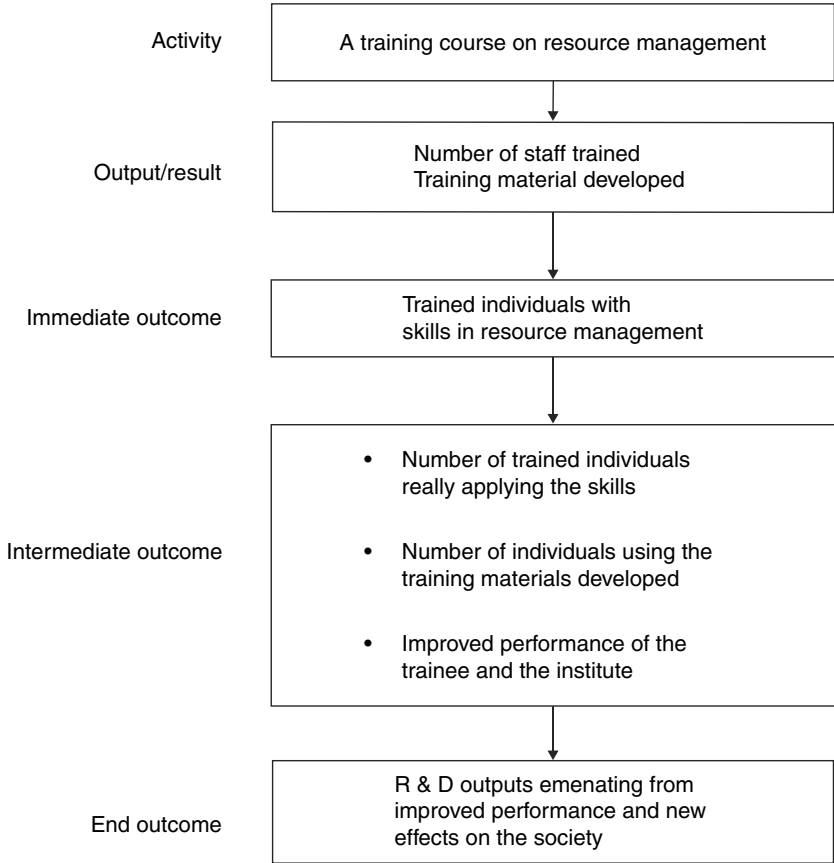 Activity
A training course on resource management
Output/result
Number of staff trained
Training material developed
Immediate outcome
Trained individuals with
skills in resource management
Intermediate outcome
• Number of trained individuals
really applying the skills
• Number of individuals using the
training materials developed
• Improved performance of the
trainee and the institute
End outcome
R & D outputs emenating from
improved performance and new
effects on the society